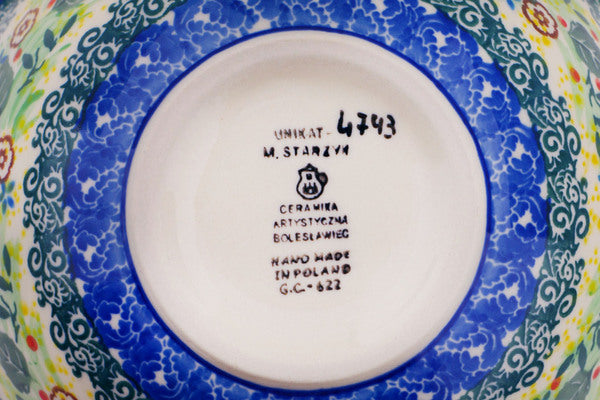 UNIKAT - 4743
M. STARZYK
CERAMIKA
ARTYSTYCZNA
BOLESŁAWIEC
HAND MADE
IN POLAND
G.C.- 622